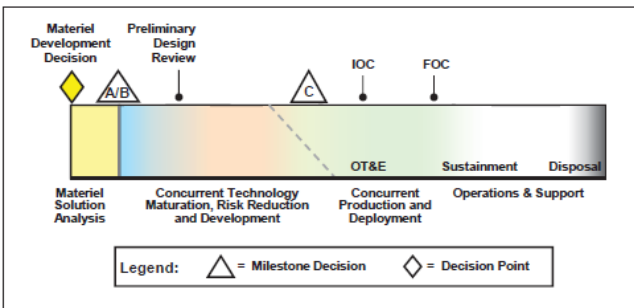 Materiel
Development
Decision
Preliminary
Design
Review
IOC
FOC
A/B
C
OT&E
Sustainment
Disposal
Materiel
Solution
Analysis
Concurrent Technology
Maturation, Risk Reduction
and Development
Concurrent
Production and
Deployment
Operations & Support
Legend:
= Milestone Decision
= Decision Point